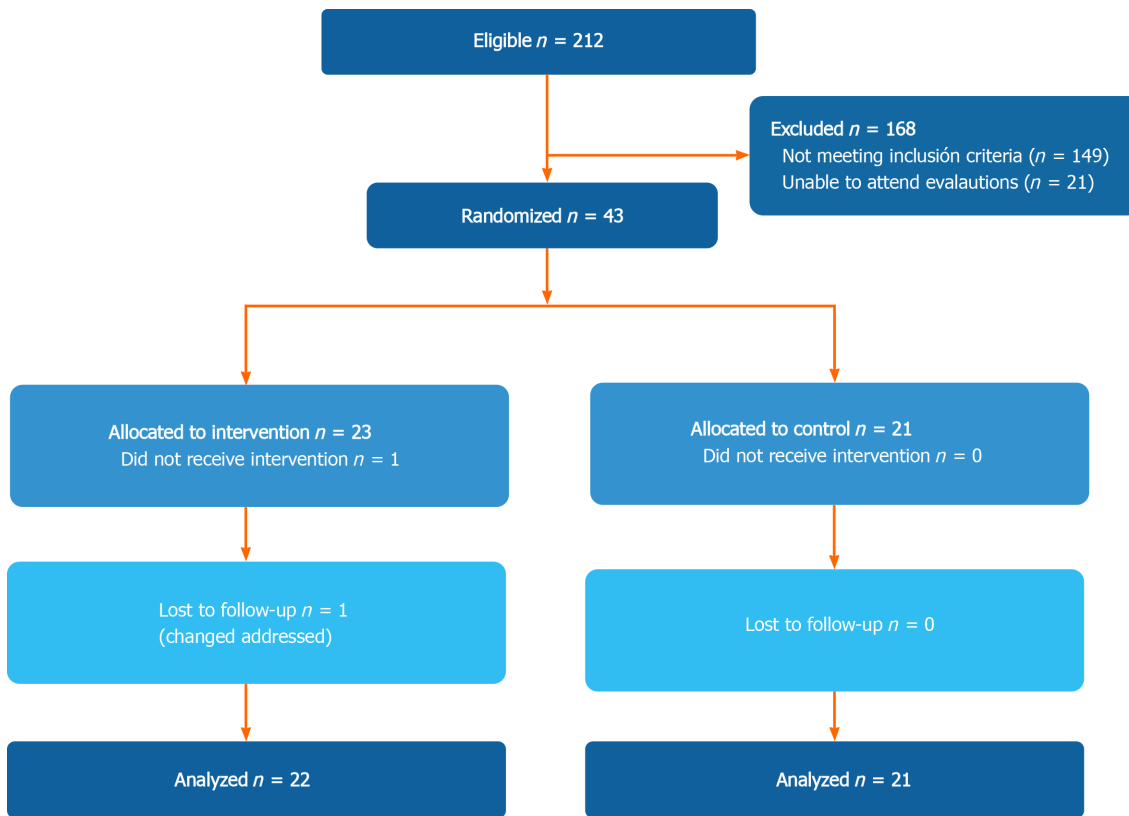 Eligible n = 212
Excluded n = 168
Not meeting inclusión criteria (n = 149)
Unable to attend evalautions (n = 21)
Randomized n = 43
Allocated to intervention n = 23
Did not receive intervention n = 1
Allocated to control n = 21
Did not receive intervention n = 0
Lost to follow-up n = 1
(changed addressed)
Lost to follow-up n = 0
Analyzed n = 22
Analyzed n = 21